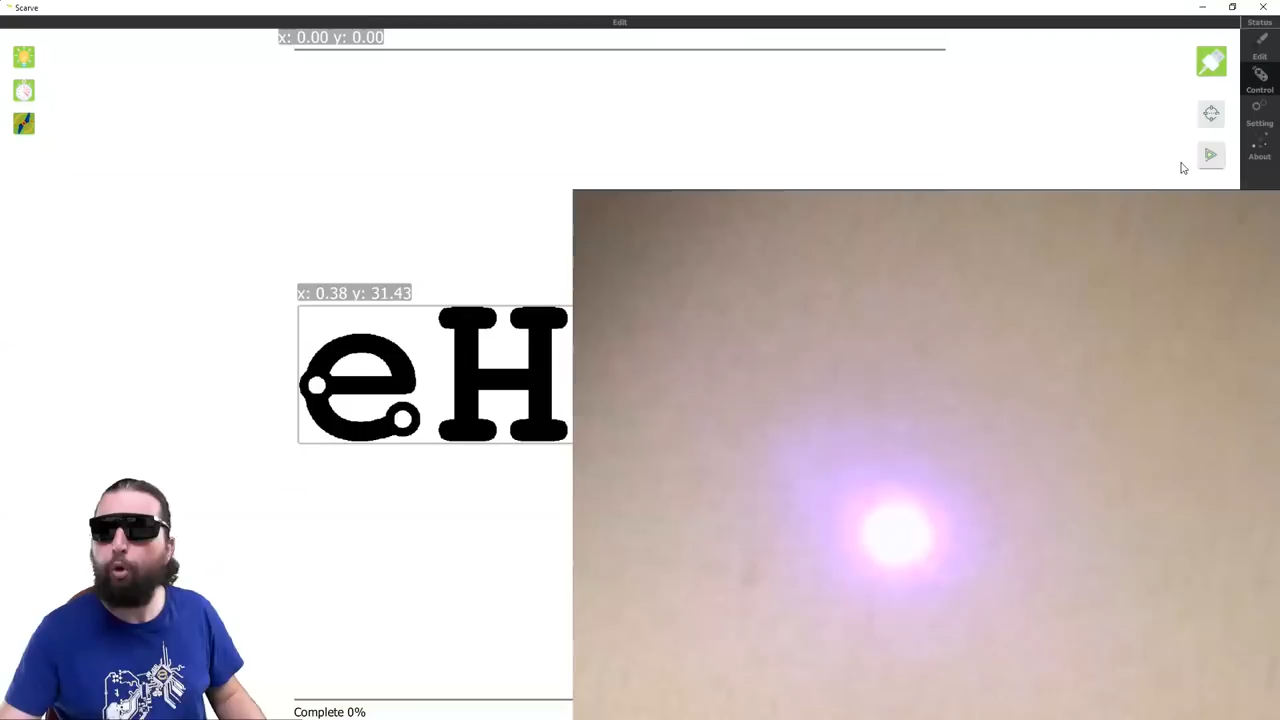 Scarve
Edit
Status
x: 0.00 y: 0.00
Edit
Control
Setting
About
x: 0.38 y: 31.43
eH
Complete 0%